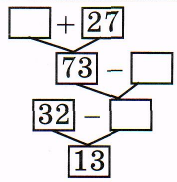 □ + 27
73 − □
32 − □
13